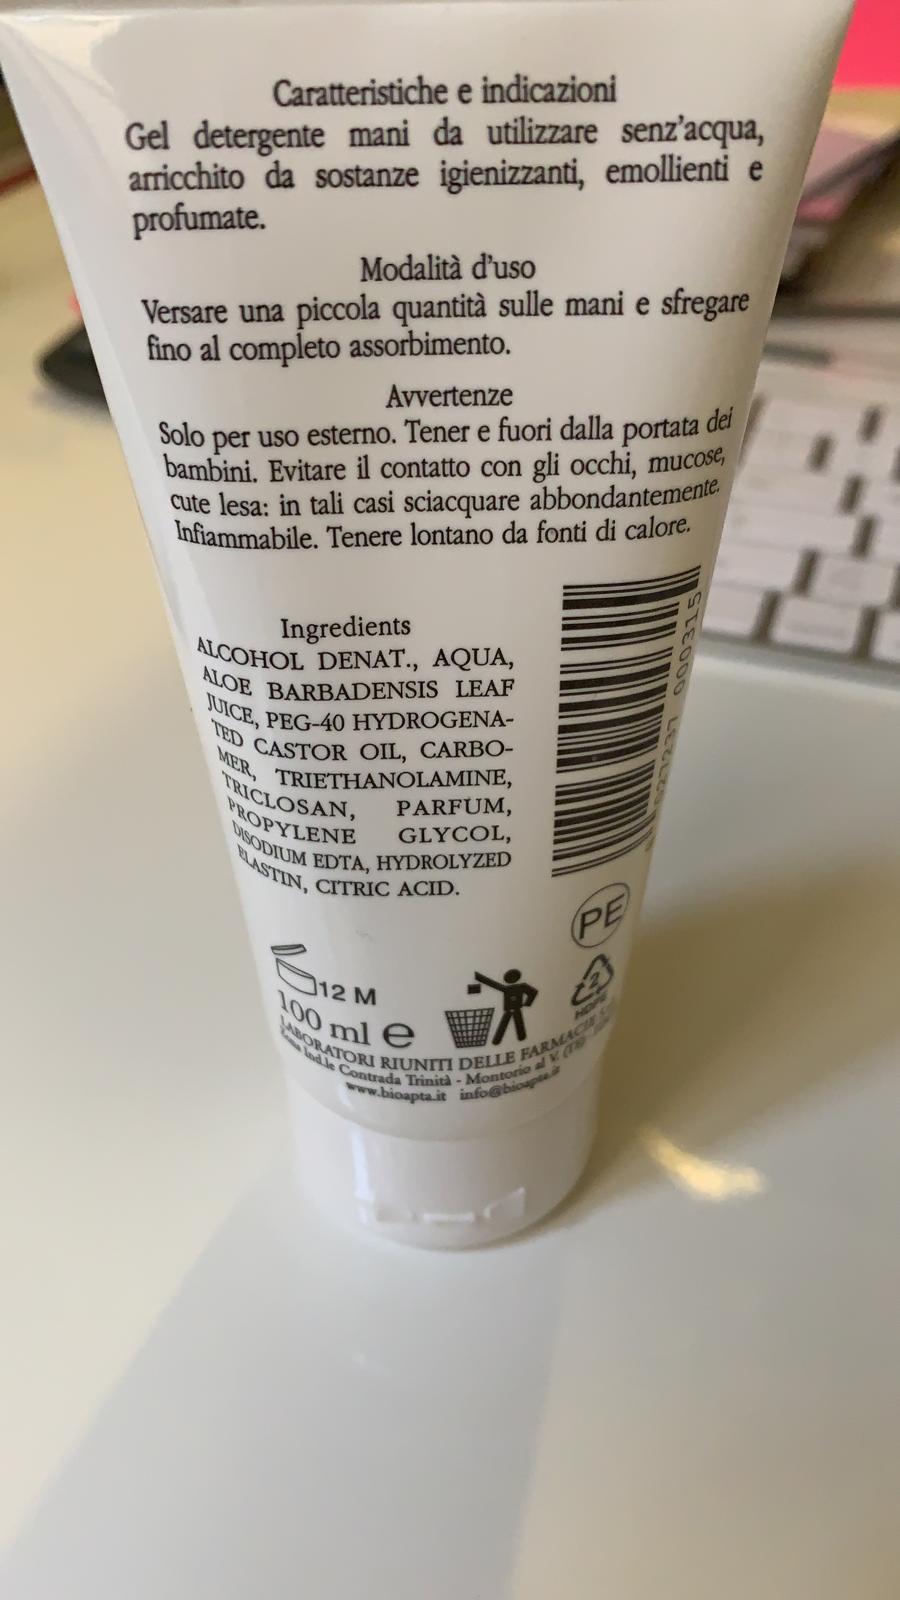 Caratteristiche e indicazioni
Gel detergente mani da utilizzare senz'acqua,
arricchito da sostanze igienizzanti, emollienti e
profumate.
Modalità d'uso
Versare una piccola quantità sulle mani e sfregare
fino al completo assorbimento.
Avvertenze
Solo per uso esterno. Tener e fuori dalla portata dei
bambini. Evitare il contatto con gli occhi, mucose,
cute lesa: in tali casi sciacquare abbondantemente.
Infiammabile. Tenere lontano da fonti di calore.
Ingredients
ALCOHOL DENAT., AQUA,
ALOE BARBADENSIS LEAF
JUICE, PEG-40 HYDROGENA-
TED CASTOR OIL, CARBO-
MER, TRIETHANOLAMINE,
TRICLOSAN, PARFUM,
PROPYLENE GLYCOL,
DISODIUM EDTA, HYDROLYZED
ELASTIN, CITRIC ACID.
000315
PE
2
HDPE
12 M
100 ml e
LABORATORI RIUNITI DELLE FARMACIE
Zona Ind.le Contrada Trinità - Montorio al V. (TE)
www.bioapta.it info@bioapta.it